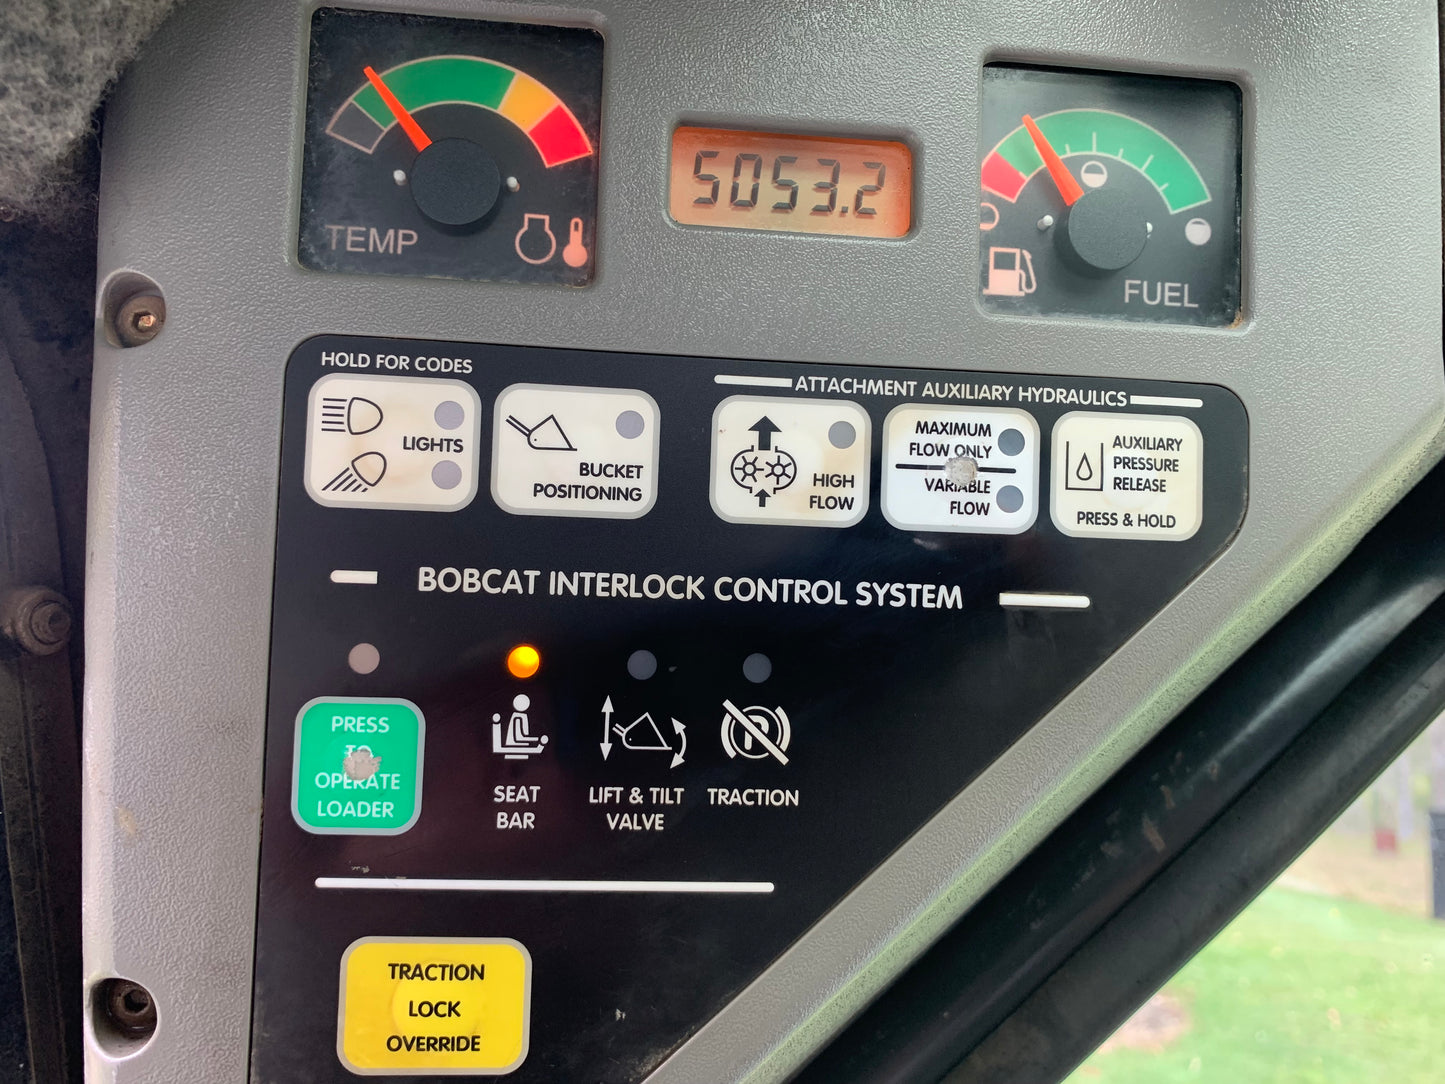 TEMP
5053.2
FUEL
HOLD FOR CODES
LIGHTS
BUCKET
POSITIONING
ATTACHMENT AUXILIARY HYDRAULICS
HIGH
FLOW
MAXIMUM
FLOW ONLY
VARIABLE
FLOW
AUXILIARY
PRESSURE
RELEASE
PRESS & HOLD
BOBCAT INTERLOCK CONTROL SYSTEM
PRESS
TO
OPERATE
LOADER
SEAT
BAR
LIFT & TILT
VALVE
P
TRACTION
TRACTION
LOCK
OVERRIDE